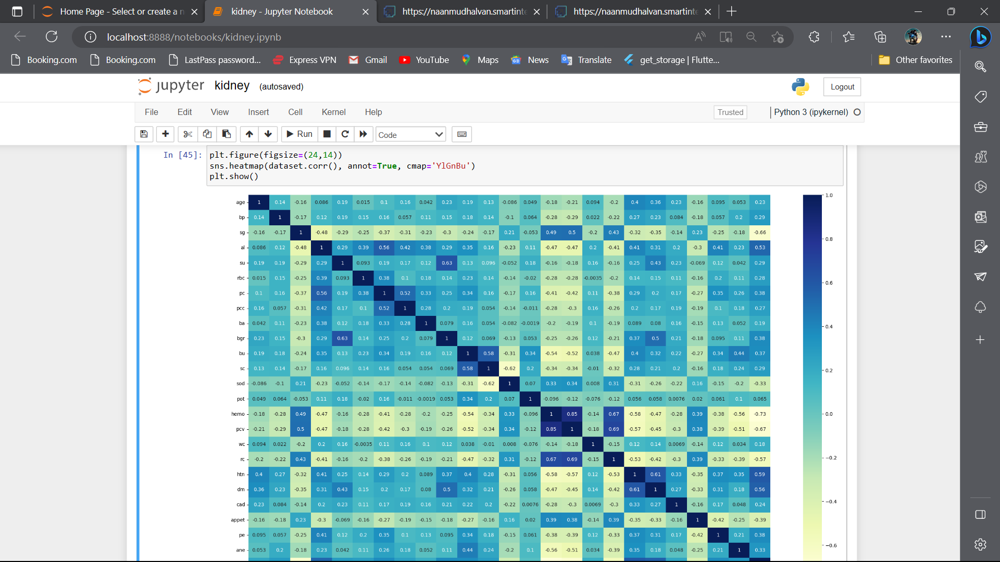 Home Page - Select or create a n
kidney - Jupyter Notebook
https://naanmudhalvan.smartinte
https://naanmudhalvan.smartinte
localhost:8888/notebooks/kidney.ipynb
Booking.com
Booking.com
LastPass password...
Express VPN
Gmail
YouTube
Maps
News
Translate
get_storage | Flutte...
Other favorites
jupyter kidney (autosaved)
Logout
File Edit View Insert Cell Kernel Help
Trusted
Python 3 (ipykernel)
Run
Code
In [45]:
plt.figure(figsize=(24,14))
sns.heatmap(dataset.corr(), annot=True, cmap='YlGnBu')
plt.show()
age 1 0.14 -0.16 0.086 0.19 0.015 0.1 0.16 0.042 0.23 0.19 0.13 -0.086 0.049 -0.18 -0.21 0.094 -0.2 0.4 0.36 0.23 -0.16 0.095 0.053 0.23
bp 0.14 1 -0.17 0.12 0.19 0.15 0.16 0.057 0.11 0.15 0.18 0.14 -0.1 0.064 -0.28 -0.29 0.022 -0.22 0.27 0.23 0.084 -0.18 0.057 0.2 0.29
sg -0.16 -0.17 1 -0.48 -0.29 -0.25 -0.37 -0.31 -0.23 -0.3 -0.24 -0.17 0.21 -0.053 0.49 0.5 -0.2 0.43 -0.32 -0.35 -0.14 0.23 -0.25 -0.18 -0.66
al 0.086 0.12 -0.48 1 0.29 0.39 0.56 0.42 0.38 0.29 0.35 0.16 -0.23 0.11 -0.47 -0.47 0.2 -0.41 0.41 0.31 0.2 -0.3 0.41 0.23 0.53
su 0.19 0.19 -0.29 0.29 1 0.093 0.19 0.17 0.12 0.63 0.13 0.096 -0.052 0.18 -0.16 -0.18 0.16 -0.16 0.25 0.43 0.23 -0.069 0.12 0.042 0.29
rbc 0.015 0.15 -0.25 0.39 0.093 1 0.38 0.1 0.18 0.14 0.23 0.14 -0.14 -0.02 -0.28 -0.28 -0.0035 -0.2 0.14 0.15 0.11 -0.16 0.2 0.11 0.28
pc 0.1 0.16 -0.37 0.56 0.19 0.38 1 0.52 0.33 0.25 0.34 0.16 -0.17 0.16 -0.41 -0.42 0.11 -0.38 0.29 0.2 0.17 -0.27 0.35 0.26 0.38
pcc 0.16 0.057 -0.31 0.42 0.17 0.1 0.52 1 0.28 0.2 0.19 0.054 -0.14 -0.011 -0.28 -0.3 0.16 -0.26 0.2 0.17 0.19 -0.19 0.1 0.18 0.27
ba 0.042 0.11 -0.23 0.38 0.12 0.18 0.33 0.28 1 0.079 0.16 0.054 -0.082 -0.0019 -0.2 -0.19 0.1 -0.19 0.089 0.08 0.16 -0.15 0.13 0.052 0.19
bgr 0.23 0.15 -0.3 0.29 0.63 0.14 0.25 0.2 0.079 1 0.12 0.069 -0.13 0.053 -0.25 -0.26 0.12 -0.21 0.37 0.5 0.21 -0.18 0.095 0.11 0.38
bu 0.19 0.18 -0.24 0.35 0.13 0.23 0.34 0.19 0.16 0.12 1 0.58 -0.31 0.34 -0.54 -0.52 0.038 -0.47 0.4 0.32 0.22 -0.27 0.34 0.44 0.37
sc 0.13 0.14 -0.17 0.16 0.096 0.14 0.16 0.054 0.054 0.069 0.58 1 -0.62 0.2 -0.34 -0.34 -0.01 -0.32 0.28 0.21 0.2 -0.16 0.18 0.24 0.29
sod -0.086 -0.1 0.21 -0.23 -0.052 -0.14 -0.17 -0.14 -0.082 -0.13 -0.31 -0.62 1 0.07 0.33 0.34 0.008 0.31 -0.31 -0.26 -0.22 0.16 -0.15 -0.2 -0.33
pot 0.049 0.064 -0.053 0.11 0.18 -0.02 0.16 -0.011 -0.0019 0.053 0.34 0.2 0.07 1 -0.096 -0.12 -0.076 -0.12 0.056 0.058 0.0076 0.02 0.061 0.1 0.065
hemo -0.18 -0.28 0.49 -0.47 -0.16 -0.28 -0.41 -0.28 -0.2 -0.25 -0.54 -0.34 0.33 -0.096 1 0.85 -0.14 0.67 -0.58 -0.47 -0.28 0.39 -0.38 -0.56 -0.73
pcv -0.21 -0.29 0.5 -0.47 -0.18 -0.28 -0.42 -0.3 -0.19 -0.26 -0.52 -0.34 0.34 -0.12 0.85 1 -0.18 0.69 -0.57 -0.45 -0.3 0.38 -0.39 -0.51 -0.67
wc 0.094 0.022 -0.2 0.2 0.16 -0.0035 0.11 0.16 0.1 0.12 0.038 -0.01 0.008 -0.076 -0.14 -0.18 1 -0.15 0.12 0.14 0.0069 -0.14 0.12 0.034 0.18
rc -0.2 -0.22 0.43 -0.41 -0.16 -0.2 -0.38 -0.26 -0.19 -0.21 -0.47 -0.32 0.31 -0.12 0.67 0.69 -0.15 1 -0.53 -0.42 -0.3 0.39 -0.33 -0.39 -0.57
htn 0.4 0.27 -0.32 0.41 0.25 0.14 0.29 0.2 0.089 0.37 0.4 0.28 -0.31 0.056 -0.58 -0.57 0.12 -0.53 1 0.61 0.33 -0.35 0.37 0.35 0.59
dm 0.36 0.23 -0.35 0.31 0.43 0.15 0.2 0.17 0.08 0.5 0.32 0.21 -0.26 0.058 -0.47 -0.45 0.14 -0.42 0.61 1 0.27 -0.33 0.31 0.18 0.56
cad 0.23 0.084 -0.14 0.2 0.23 0.11 0.17 0.19 0.16 0.21 0.22 0.2 -0.22 0.0076 -0.28 -0.3 0.0069 -0.3 0.33 0.27 1 -0.16 0.17 0.048 0.24
appet -0.16 -0.18 0.23 -0.3 -0.069 -0.16 -0.27 -0.19 -0.15 -0.18 -0.27 -0.16 0.16 0.02 0.39 0.38 -0.14 0.39 -0.35 -0.33 -0.16 1 -0.42 -0.25 -0.39
pe 0.095 0.057 -0.25 0.41 0.12 0.2 0.35 0.1 0.13 0.095 0.34 0.18 -0.15 0.061 -0.38 -0.39 0.12 -0.33 0.37 0.31 0.17 -0.42 1 0.21 0.38
ane 0.053 0.2 -0.18 0.23 0.042 0.11 0.26 0.18 0.052 0.11 0.44 0.24 -0.2 0.1 -0.56 -0.51 0.034 -0.39 0.35 0.18 0.048 -0.25 0.21 1 0.33
1.0
0.8
0.6
0.4
0.2
0.0
-0.2
-0.4
-0.6